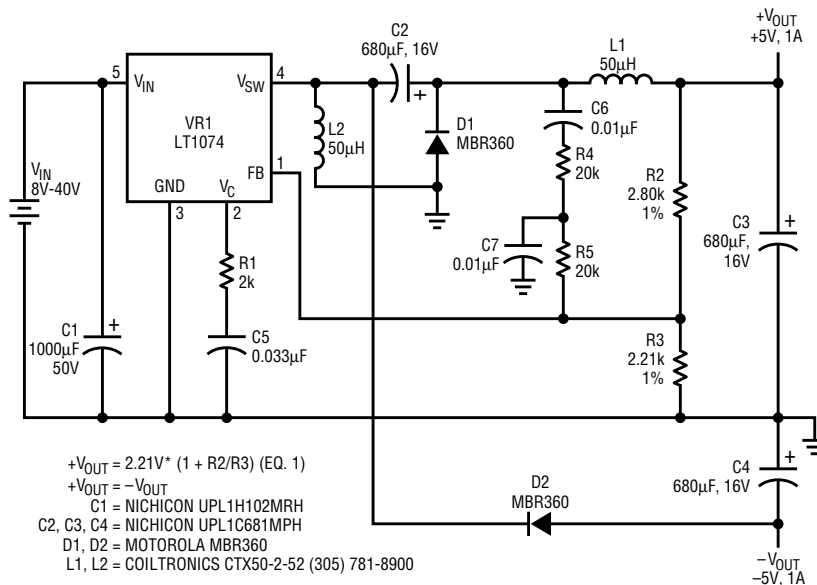 +VOUT
+5V, 1A
C2
680µF, 16V
L1
50µH
5
VIN
VSW
4
VR1
LT1074
FB
1
GND
VC
3
2
L2
50µH
+
D1
MBR360
C6
0.01µF
R4
20k
R2
2.80k
1%
VIN
8V-40V
C7
0.01µF
R5
20k
C3
680µF,
16V
+
R1
2k
C1
1000µF
50V
+
C5
0.033µF
R3
2.21k
1%
C4
680µF, 16V
+
D2
MBR360
–VOUT
–5V, 1A
+VOUT = 2.21V* (1 + R2/R3) (EQ. 1)
+VOUT = –VOUT
C1 = NICHICON UPL1H102MRH
C2, C3, C4 = NICHICON UPL1C681MPH
D1, D2 = MOTOROLA MBR360
L1, L2 = COILTRONICS CTX50-2-52 (305) 781-8900